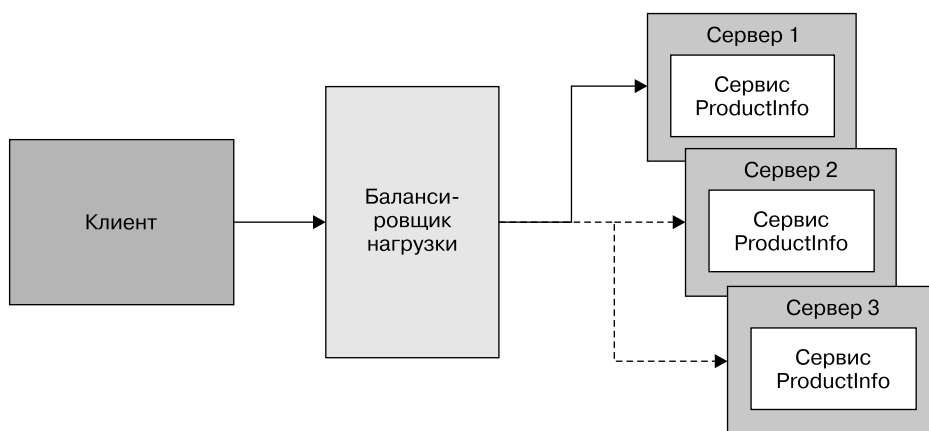 Клиент
Баланси-
ровщик
нагрузки
Сервер 1
Сервис
ProductInfo
Сервер 2
Сервис
ProductInfo
Сервер 3
Сервис
ProductInfo